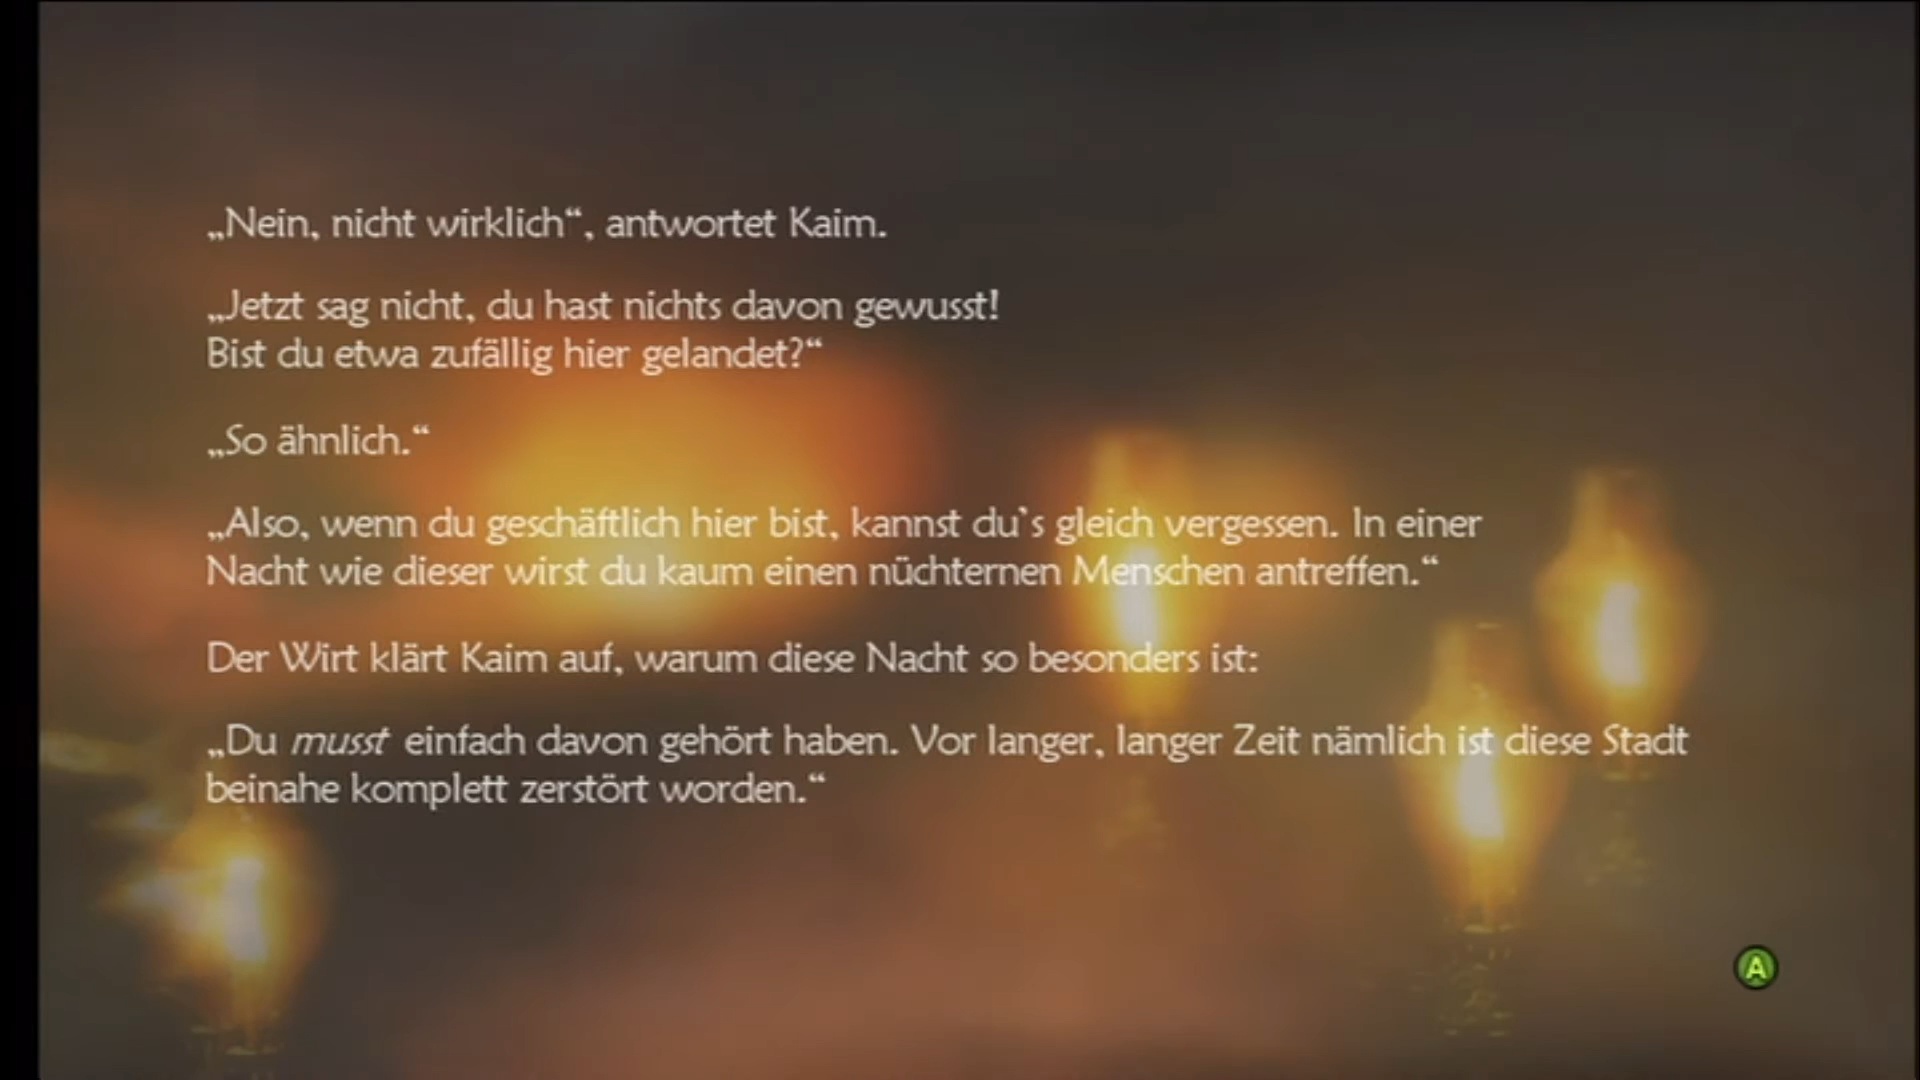 „Nein, nicht wirklich“, antwortet Kaim.
„Jetzt sag nicht, du hast nichts davon gewusst!
Bist du etwa zufällig hier gelandet?“
„So ähnlich.“
„Also, wenn du geschäftlich hier bist, kannst du`s gleich vergessen. In einer
Nacht wie dieser wirst du kaum einen nüchternen Menschen antreffen.“
Der Wirt klärt Kaim auf, warum diese Nacht so besonders ist:
„Du musst einfach davon gehört haben. Vor langer, langer Zeit nämlich ist diese Stadt
beinahe komplett zerstört worden.“
A